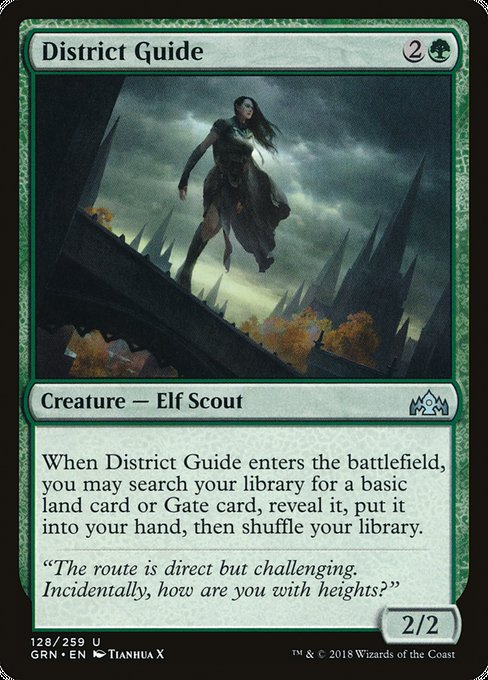 District Guide 2
Creature — Elf Scout
When District Guide enters the battlefield,
you may search your library for a basic
land card or Gate card, reveal it, put it
into your hand, then shuffle your library.
“The route is direct but challenging.
Incidentally, how are you with heights?”
2/2
128/259 U
GRN • EN Tianhua X
™ & © 2018 Wizards of the Coast